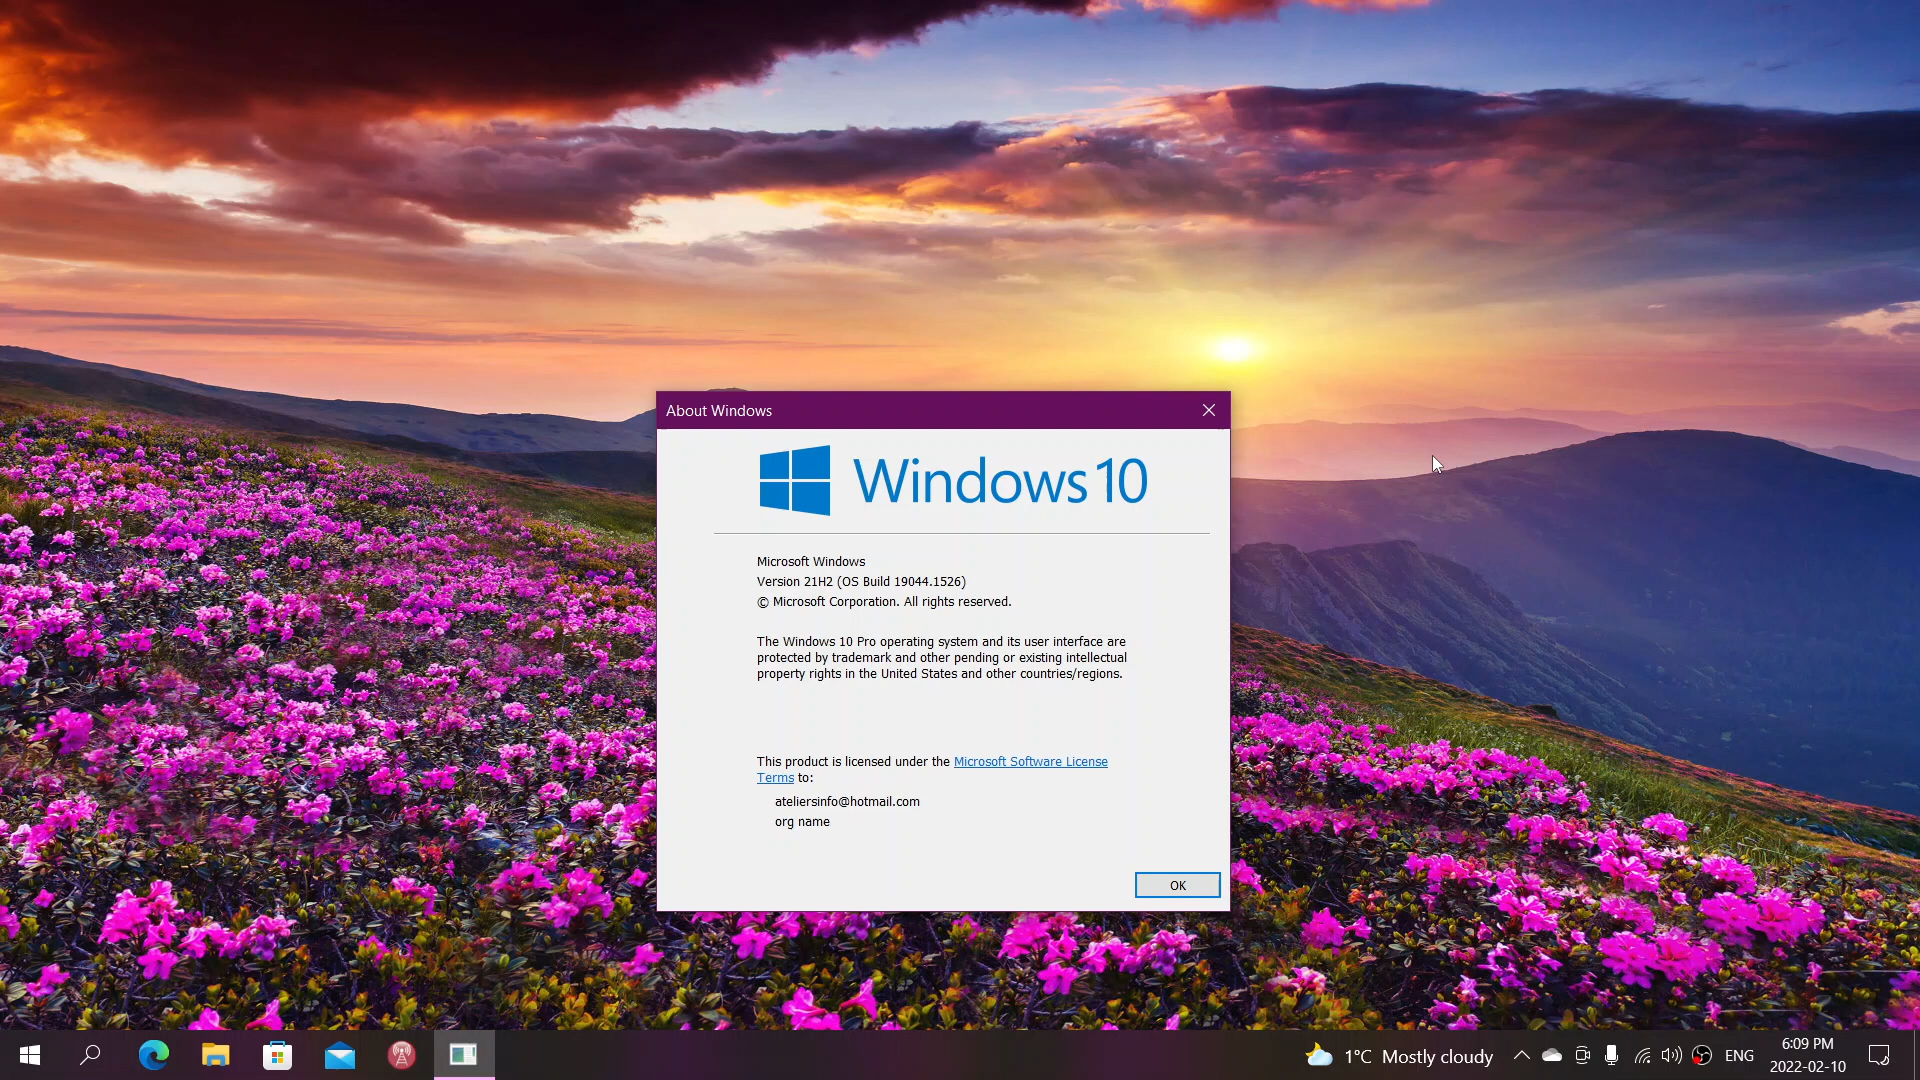 About Windows
Windows 10
Microsoft Windows
Version 21H2 (OS Build 19044.1526)
© Microsoft Corporation. All rights reserved.
The Windows 10 Pro operating system and its user interface are
protected by trademark and other pending or existing intellectual
property rights in the United States and other countries/regions.
This product is licensed under the Microsoft Software License
Terms to:
ateliersinfo@hotmail.com
org name
OK
1°C Mostly cloudy
ENG
6:09 PM
2022-02-10